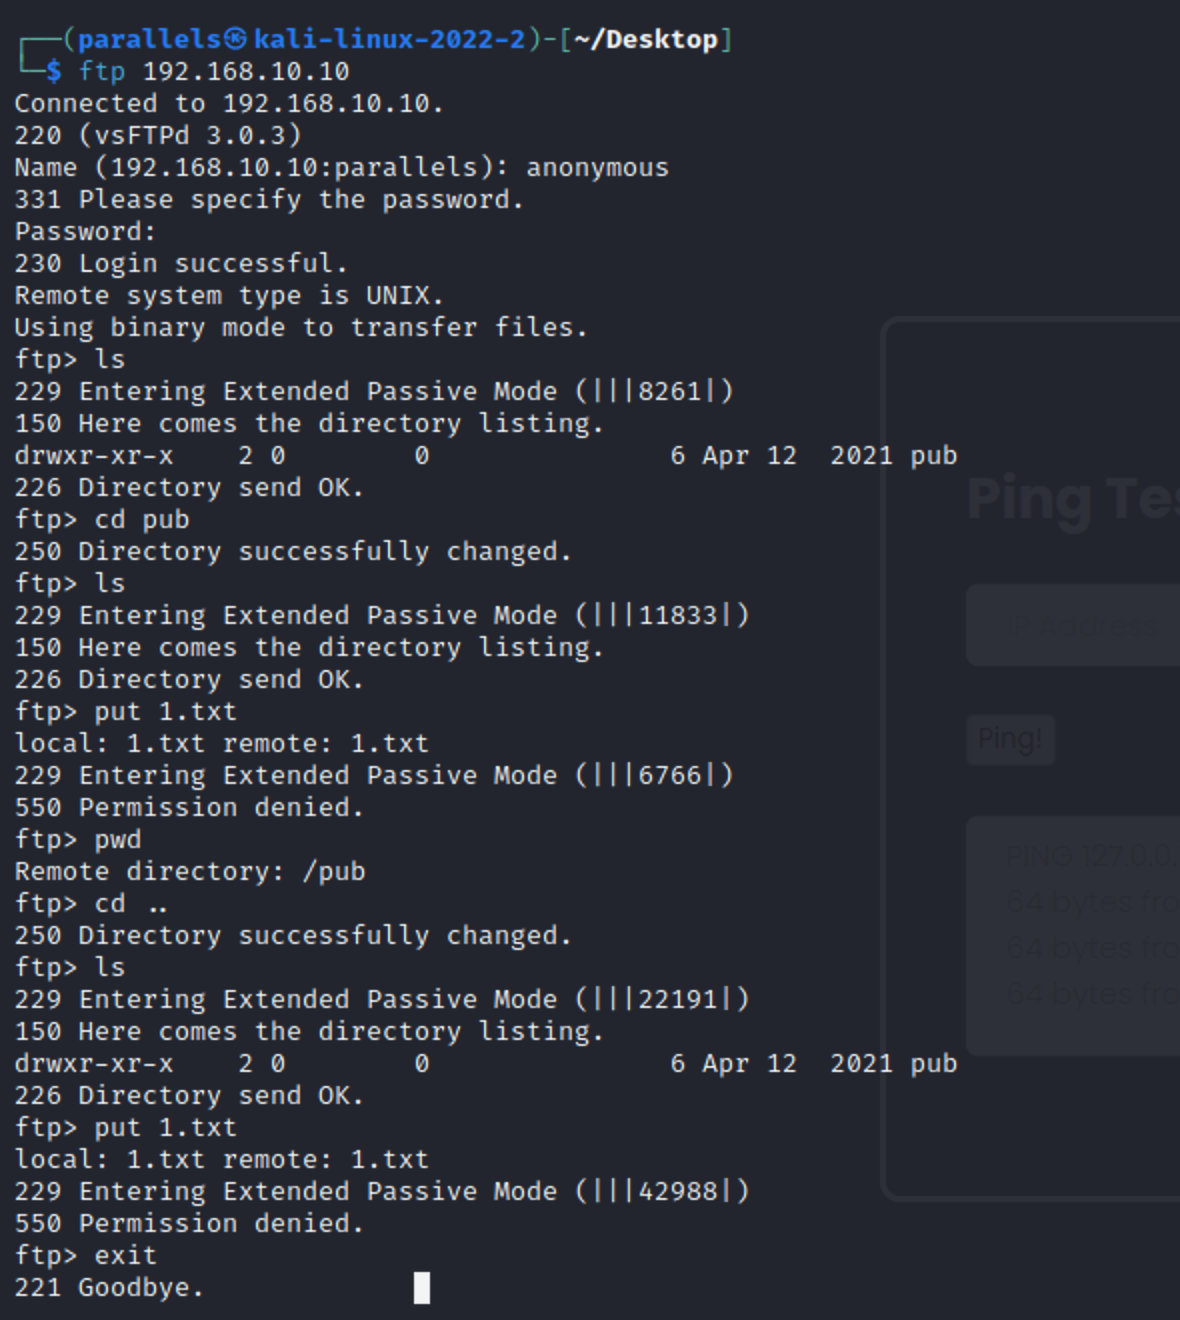 ┌──(parallels㉿kali-linux-2022-2)-[~/Desktop]
└─$ ftp 192.168.10.10
Connected to 192.168.10.10.
220 (vsFTPd 3.0.3)
Name (192.168.10.10:parallels): anonymous
331 Please specify the password.
Password:
230 Login successful.
Remote system type is UNIX.
Using binary mode to transfer files.
ftp> ls
229 Entering Extended Passive Mode (|||8261|)
150 Here comes the directory listing.
drwxr-xr-x    2 0        0               6 Apr 12  2021 pub
226 Directory send OK.
ftp> cd pub
250 Directory successfully changed.
ftp> ls
229 Entering Extended Passive Mode (|||11833|)
150 Here comes the directory listing.
226 Directory send OK.
ftp> put 1.txt
local: 1.txt remote: 1.txt
229 Entering Extended Passive Mode (|||6766|)
550 Permission denied.
ftp> pwd
Remote directory: /pub
ftp> cd ..
250 Directory successfully changed.
ftp> ls
229 Entering Extended Passive Mode (|||22191|)
150 Here comes the directory listing.
drwxr-xr-x    2 0        0               6 Apr 12  2021 pub
226 Directory send OK.
ftp> put 1.txt
local: 1.txt remote: 1.txt
229 Entering Extended Passive Mode (|||42988|)
550 Permission denied.
ftp> exit
221 Goodbye.
Ping Tes
Ping!
PING 127.0.0.
64 bytes fro
64 bytes fro
64 bytes fro